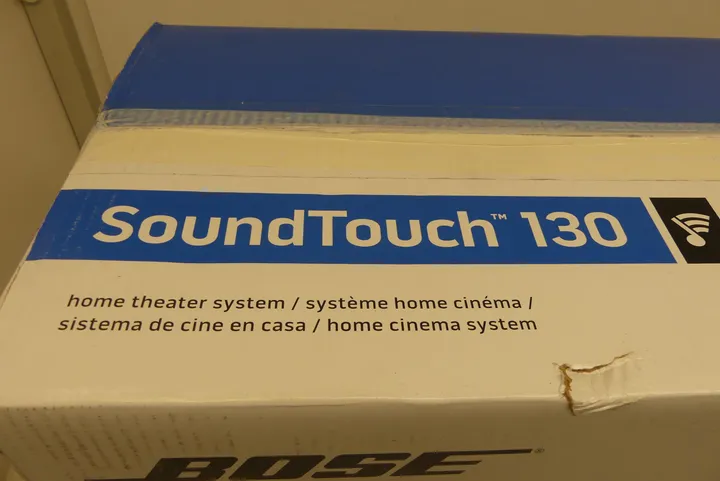 SoundTouch™ 130
home theater system / système home cinéma /
sistema de cine en casa / home cinema system
BOSE®